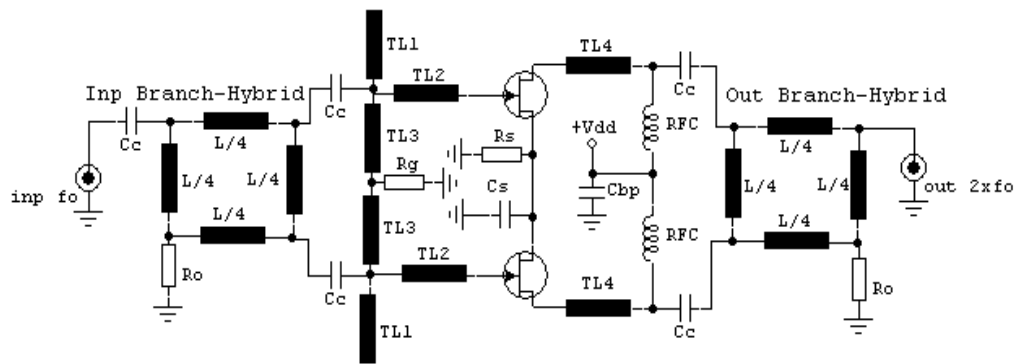 TL1
TL4
TL2
Cc
Cc
Inp Branch-Hybrid
Out Branch-Hybrid
+Vdd
RFC
Cc
L/4
TL3
Rs
L/4
Rg
L/4
L/4
Cs
Cbp
L/4
L/4
inp fo
out 2xfo
L/4
TL3
L/4
RFC
TL2
Ro
Cc
TL4
Ro
Cc
TL1